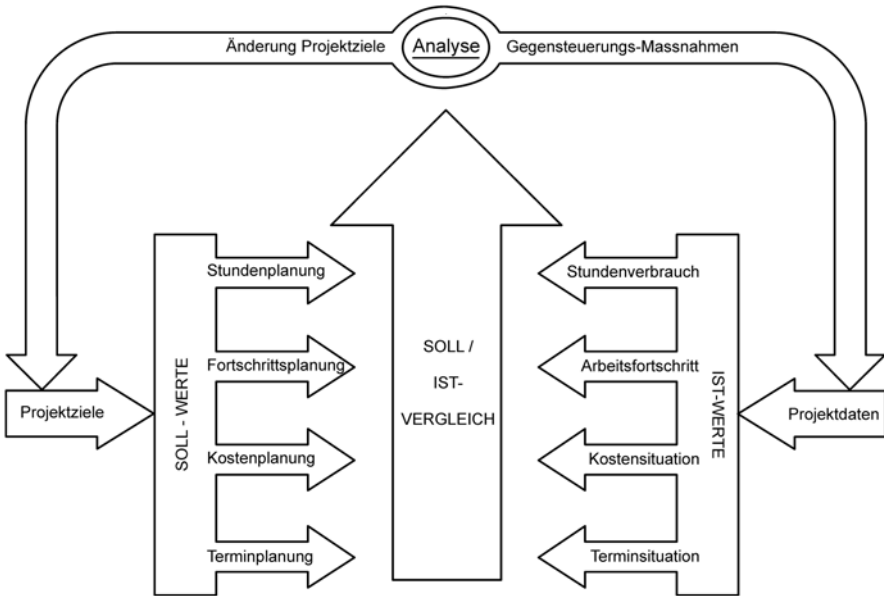 Änderung Projektziele
Analyse
Gegensteuerungs-Massnahmen
Stundenplanung
Stundenverbrauch
Fortschrittsplanung
SOLL /
IST-
VERGLEICH
Arbeitsfortschritt
Projektziele
SOLL - WERTE
IST-WERTE
Projektdaten
Kostenplanung
Kostensituation
Terminplanung
Terminsituation